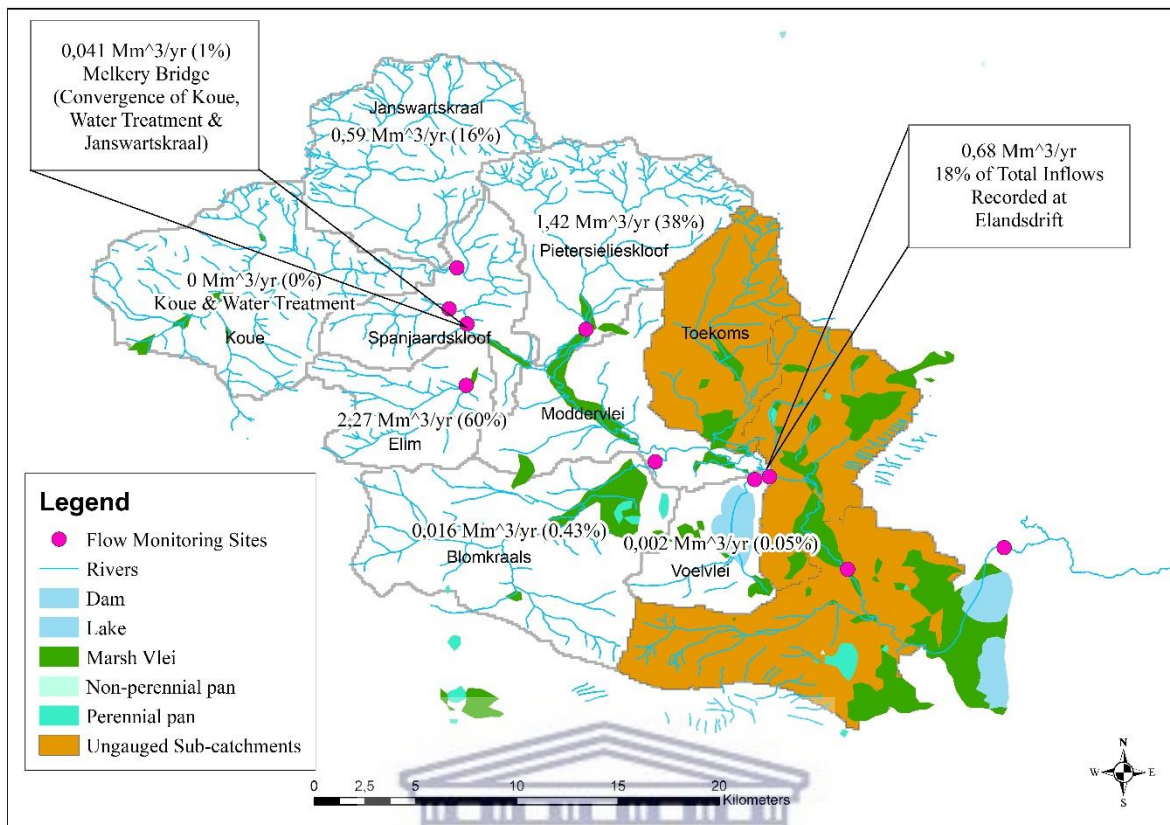 0,041 Mm^3/yr (1%)
Melkery Bridge
(Convergence of Koue,
Water Treatment &
Janswartskraal)
Janswartskraal
0,59 Mm^3/yr (16%)
0,68 Mm^3/yr
18% of Total Inflows
Recorded at
Elandsdrift
1,42 Mm^3/yr (38%)
Pietersielieskloof
0 Mm^3/yr (0%)
Koue & Water Treatment
Koue
Spanjaardskloof
Toekoms
Moddervlei
2,27 Mm^3/yr (60%)
Elim
0,016 Mm^3/yr (0.43%)
Blomkraals
0,002 Mm^3/yr (0.05%)
Voelvlei
Legend
Flow Monitoring Sites
Rivers
Dam
Lake
Marsh Vlei
Non-perennial pan
Perennial pan
Ungauged Sub-catchments
0 2,5 5 10 15 20
Kilometers
N
W E
S